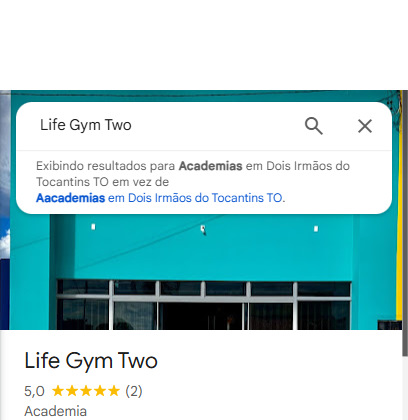 Life Gym Two
Exibindo resultados para Academias em Dois Irmãos do
Tocantins TO em vez de
Aacademias em Dois Irmãos do Tocantins TO.
Life Gym Two
5,0 ★★★★★ (2)
Academia